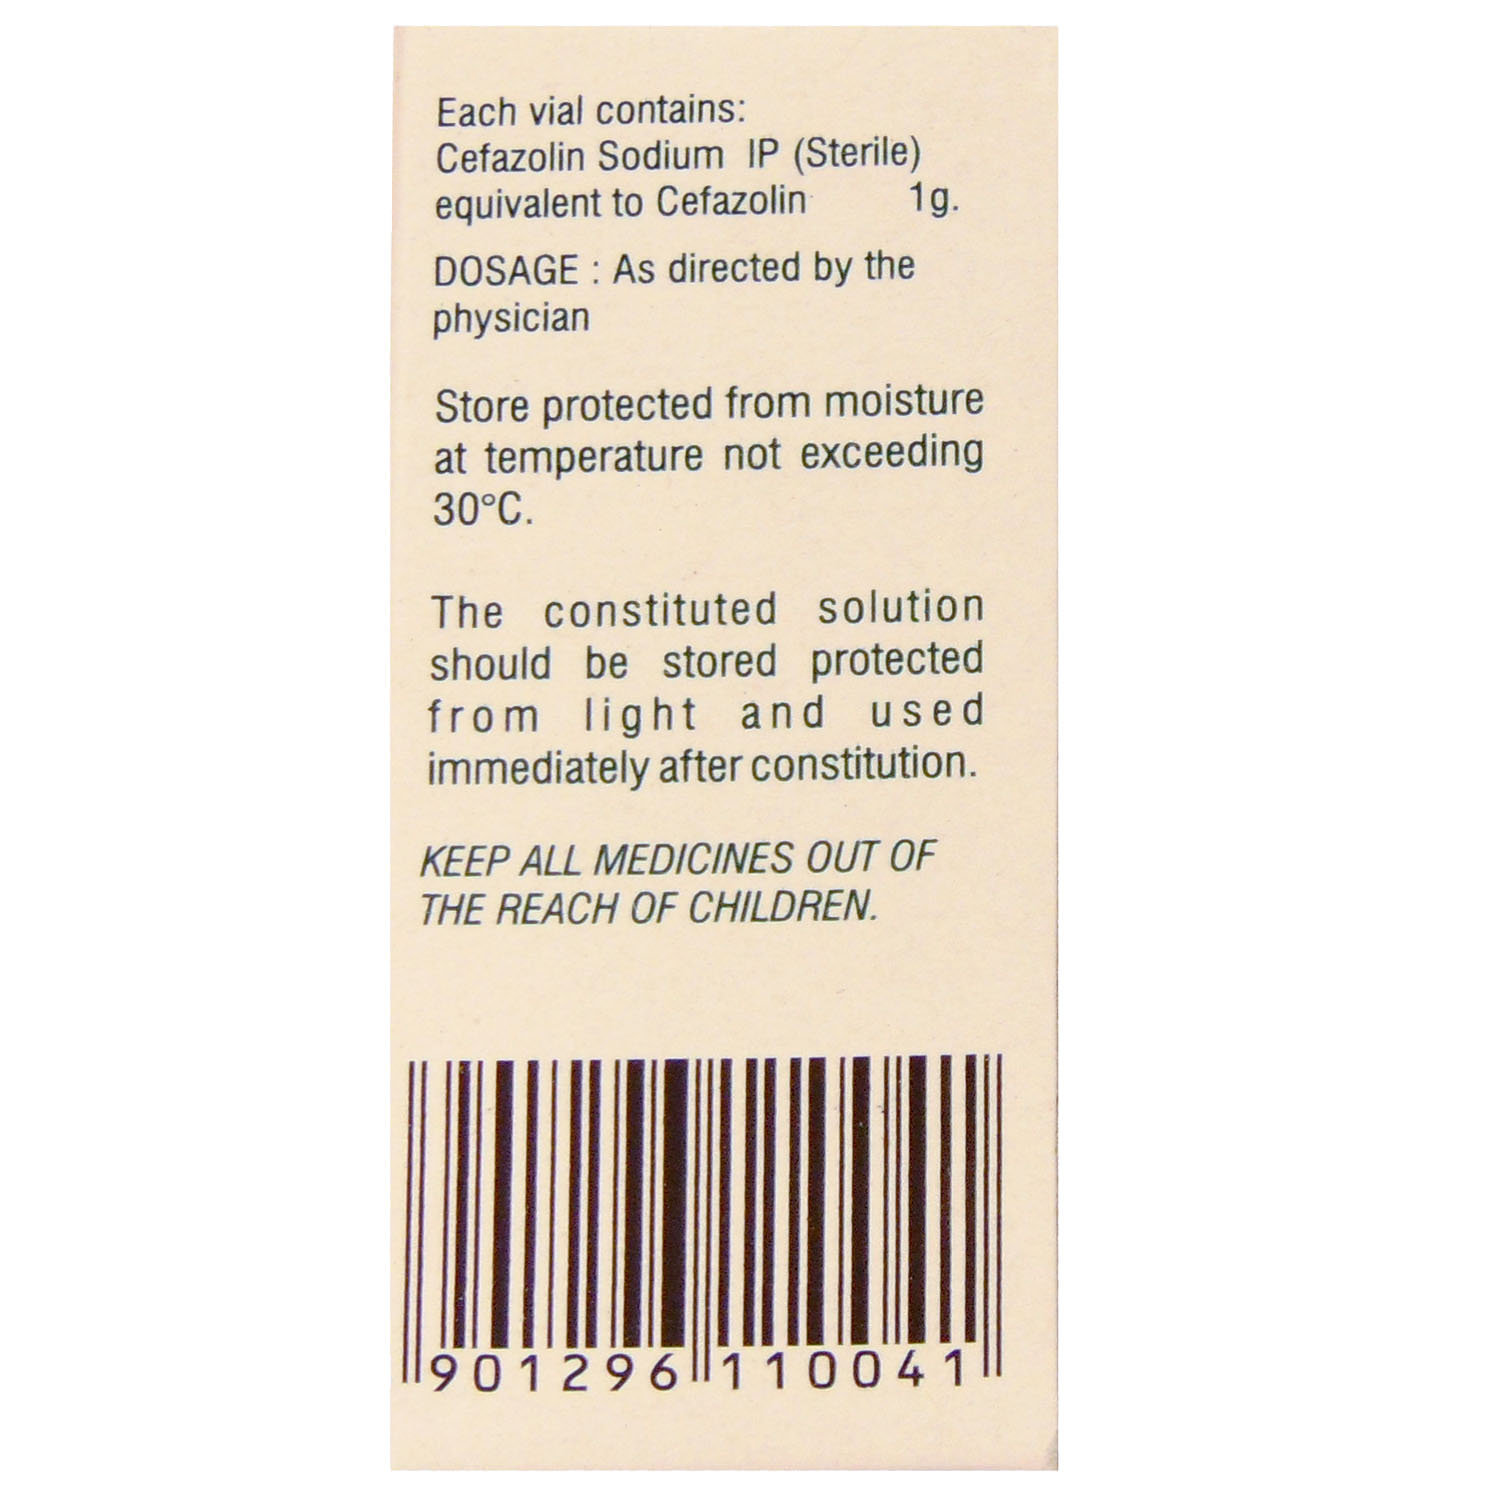 Each vial contains:
Cefazolin Sodium IP (Sterile)
equivalent to Cefazolin 1g.
DOSAGE : As directed by the
physician
Store protected from moisture
at temperature not exceeding
30°C.
The constituted solution
should be stored protected
from light and used
immediately after constitution.
KEEP ALL MEDICINES OUT OF
THE REACH OF CHILDREN.
901296 110041